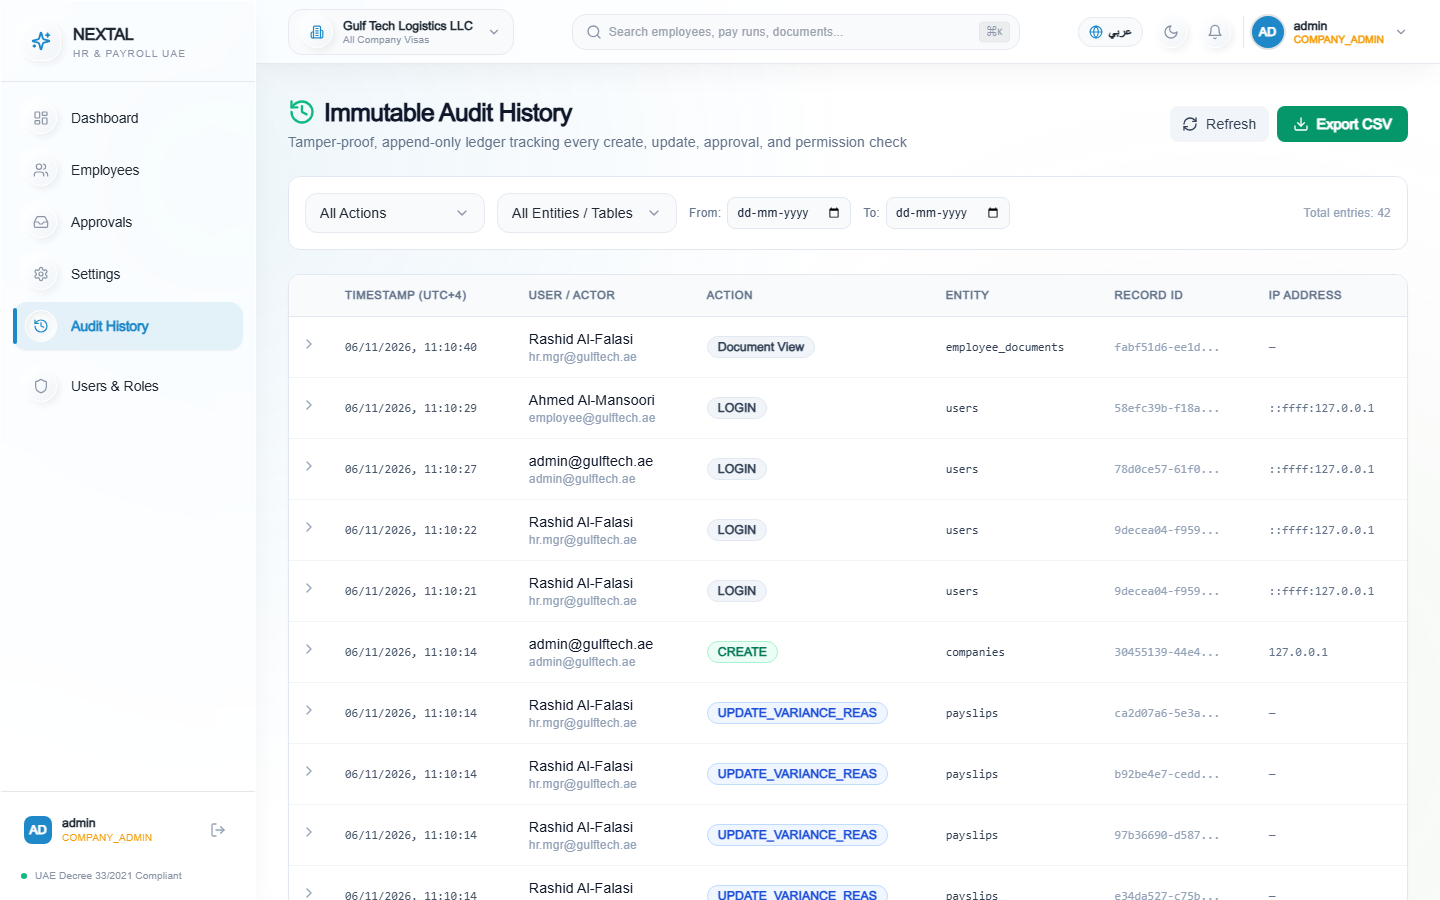 NEXTAL
HR & PAYROLL UAE
Gulf Tech Logistics LLC
All Company Visas
Search employees, pay runs, documents...
⌘K
عربي
AD
admin
COMPANY_ADMIN
Dashboard
Employees
Approvals
Settings
Audit History
Users & Roles
Immutable Audit History
Tamper-proof, append-only ledger tracking every create, update, approval, and permission check
Refresh
Export CSV
All Actions
All Entities / Tables
From: dd-mm-yyyy
To: dd-mm-yyyy
Total entries: 42
TIMESTAMP (UTC+4) USER / ACTOR ACTION ENTITY RECORD ID IP ADDRESS
06/11/2026, 11:10:40 Rashid Al-Falasi Document View employee_documents fabf51d6-ee1d... –
hr.mgr@gulftech.ae
06/11/2026, 11:10:29 Ahmed Al-Mansoori LOGIN users 58efc39b-f18a... ::ffff:127.0.0.1
employee@gulftech.ae
06/11/2026, 11:10:27 admin@gulftech.ae LOGIN users 78d0ce57-61f0... ::ffff:127.0.0.1
admin@gulftech.ae
06/11/2026, 11:10:22 Rashid Al-Falasi LOGIN users 9decea04-f959... ::ffff:127.0.0.1
hr.mgr@gulftech.ae
06/11/2026, 11:10:21 Rashid Al-Falasi LOGIN users 9decea04-f959... ::ffff:127.0.0.1
hr.mgr@gulftech.ae
06/11/2026, 11:10:14 admin@gulftech.ae CREATE companies 30455139-44e4... 127.0.0.1
admin@gulftech.ae
06/11/2026, 11:10:14 Rashid Al-Falasi UPDATE_VARIANCE_REAS payslips ca2d07a6-5e3a... –
hr.mgr@gulftech.ae
06/11/2026, 11:10:14 Rashid Al-Falasi UPDATE_VARIANCE_REAS payslips b92be4e7-cedd... –
hr.mgr@gulftech.ae
06/11/2026, 11:10:14 Rashid Al-Falasi UPDATE_VARIANCE_REAS payslips 97b36690-d587... –
hr.mgr@gulftech.ae
06/11/2026, 11:10:14 Rashid Al-Falasi UPDATE_VARIANCE_REAS payslips e34da527-c75b... –
AD
admin
COMPANY_ADMIN
UAE Decree 33/2021 Compliant